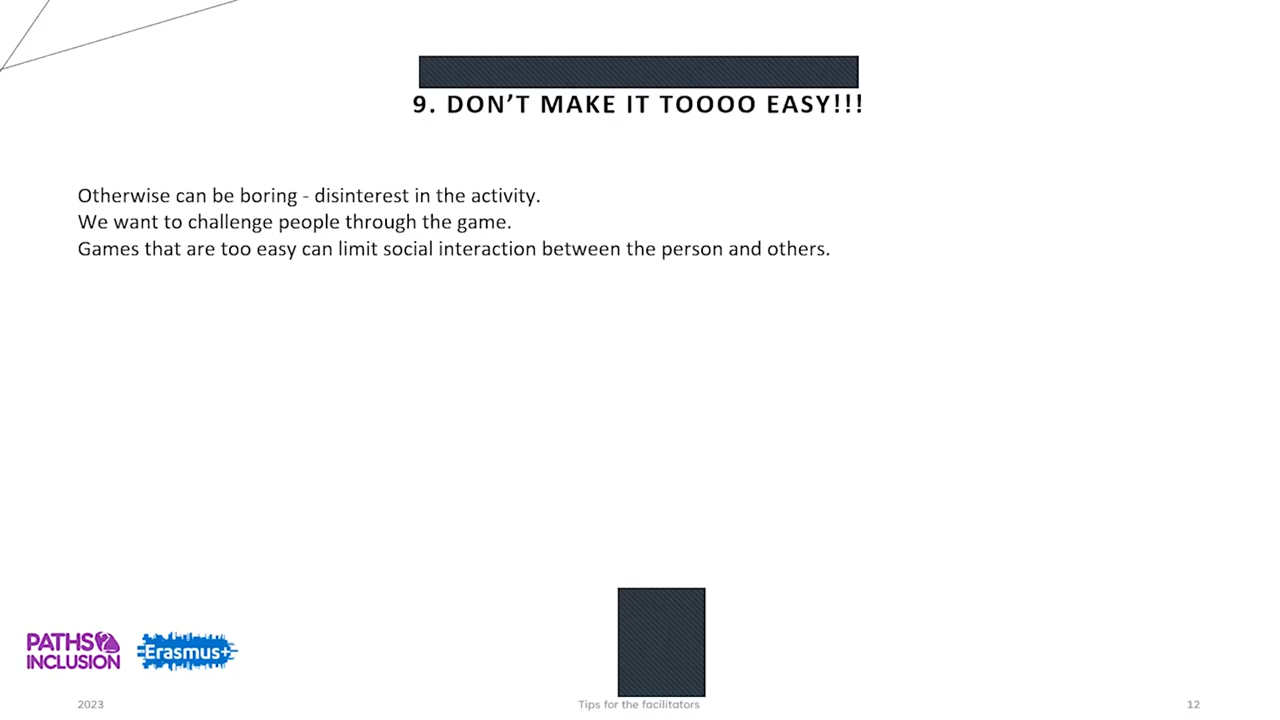 9. DON’T MAKE IT TOOOO EASY!!!
Otherwise can be boring - disinterest in the activity.
We want to challenge people through the game.
Games that are too easy can limit social interaction between the person and others.
PATHS2
INCLUSION
Erasmus+
2023
Tips for the facilitators
12